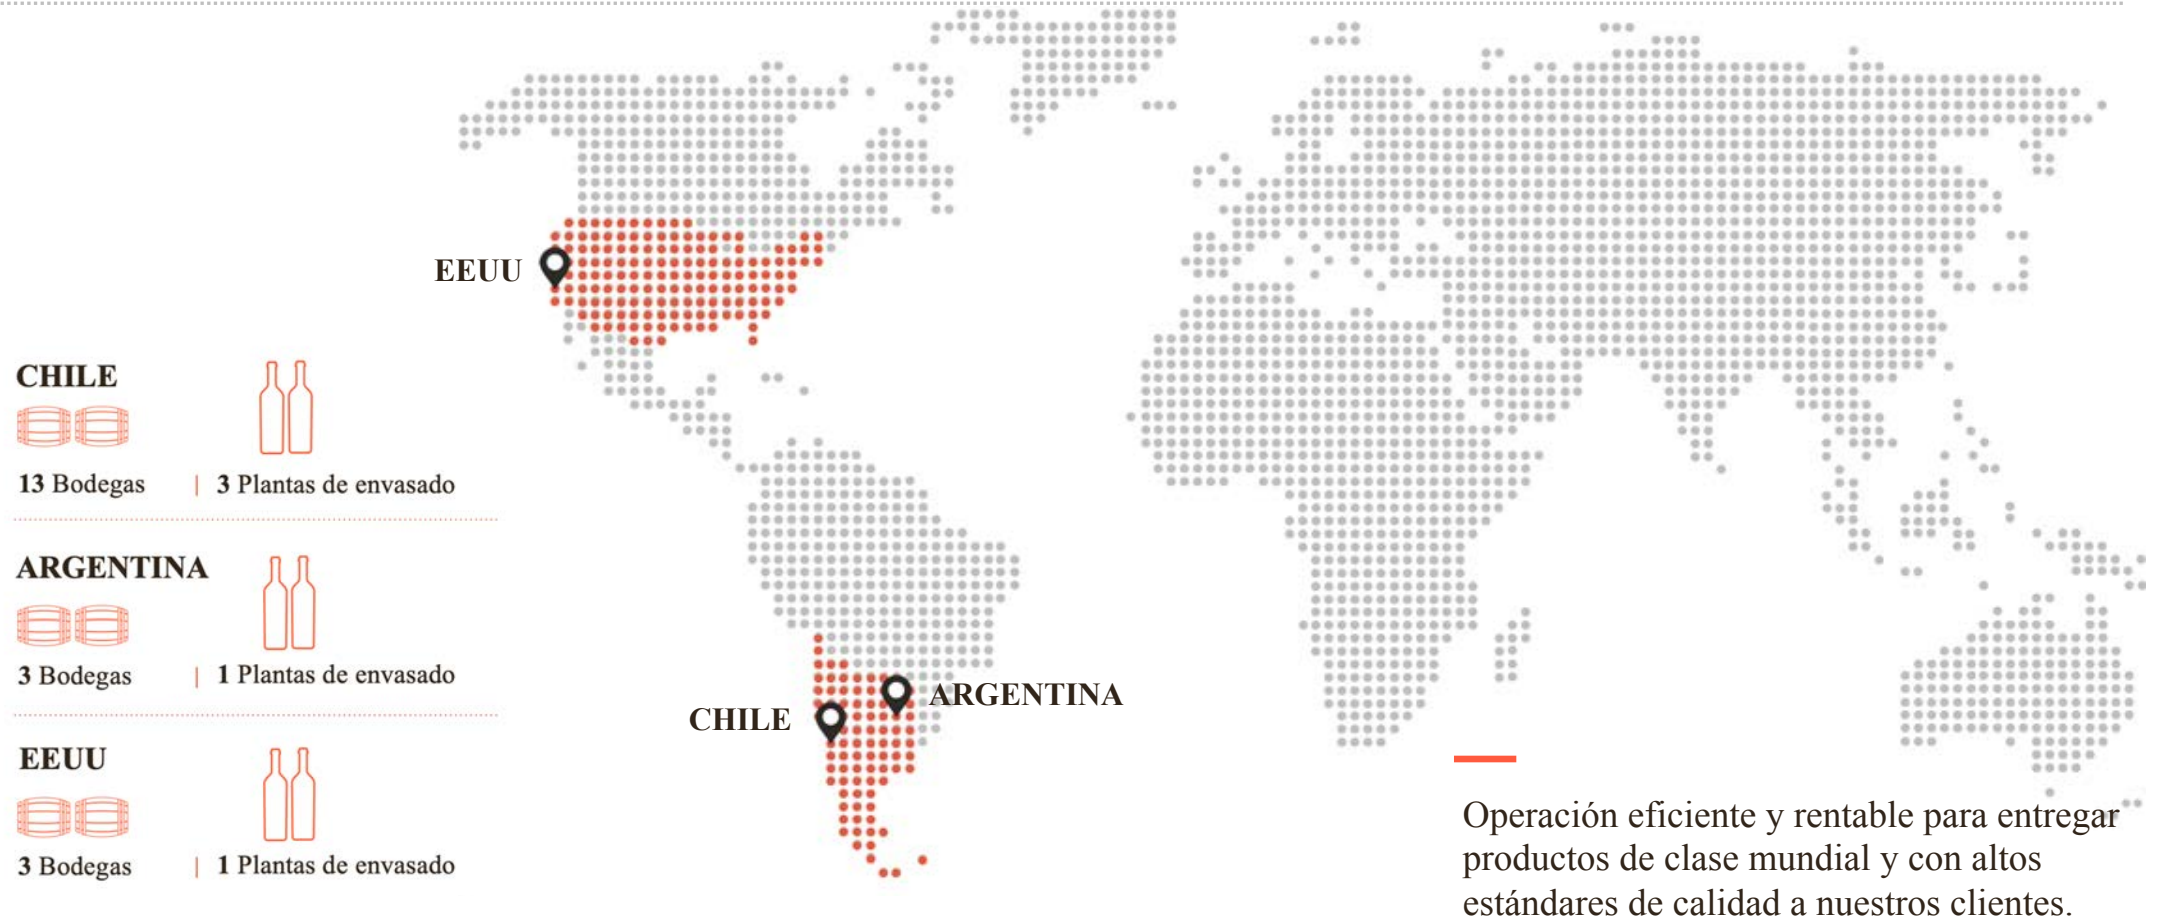 EEUU
CHILE
13 Bodegas | 3 Plantas de envasado
ARGENTINA
3 Bodegas | 1 Plantas de envasado
EEUU
3 Bodegas | 1 Plantas de envasado
CHILE
ARGENTINA
Operación eficiente y rentable para entregar
productos de clase mundial y con altos
estándares de calidad a nuestros clientes.